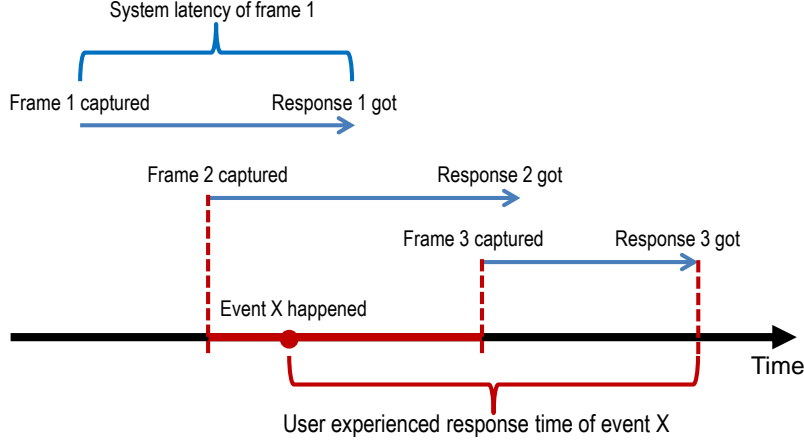 System latency of frame 1
Frame 1 captured
Response 1 got
Frame 2 captured
Response 2 got
Frame 3 captured
Response 3 got
Event X happened
Time
User experienced response time of event X